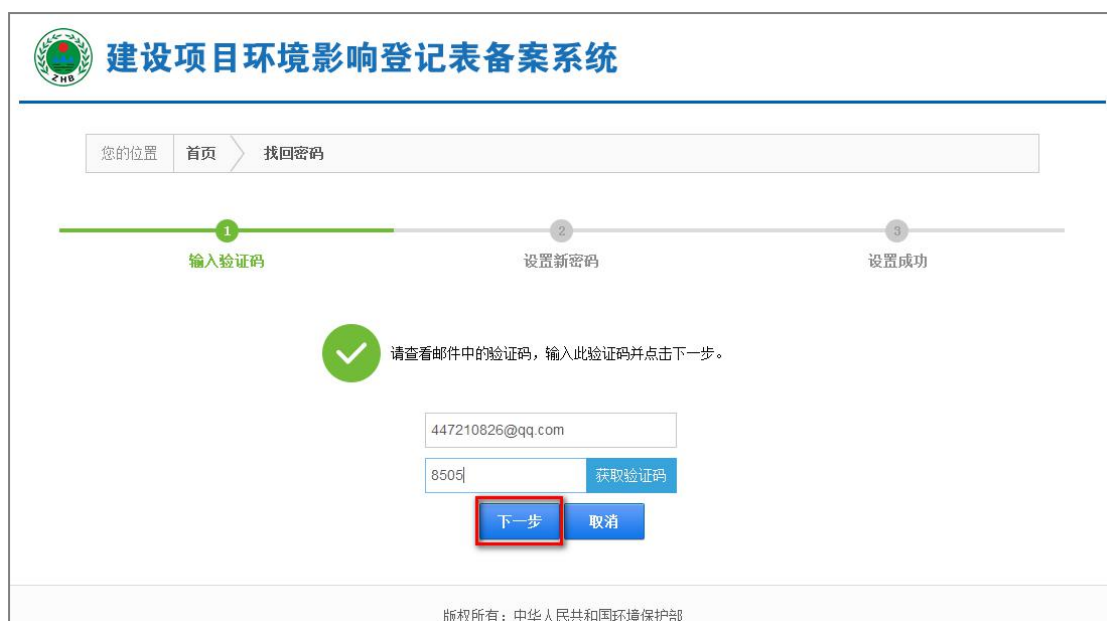 ZHB
建设项目环境影响登记表备案系统
您的位置 首页 找回密码
1 2 3
输入验证码 设置新密码 设置成功
请查看邮件中的验证码，输入此验证码并点击下一步。
447210826@qq.com
8505 获取验证码
下一步 取消
版权所有：中华人民共和国环境保护部